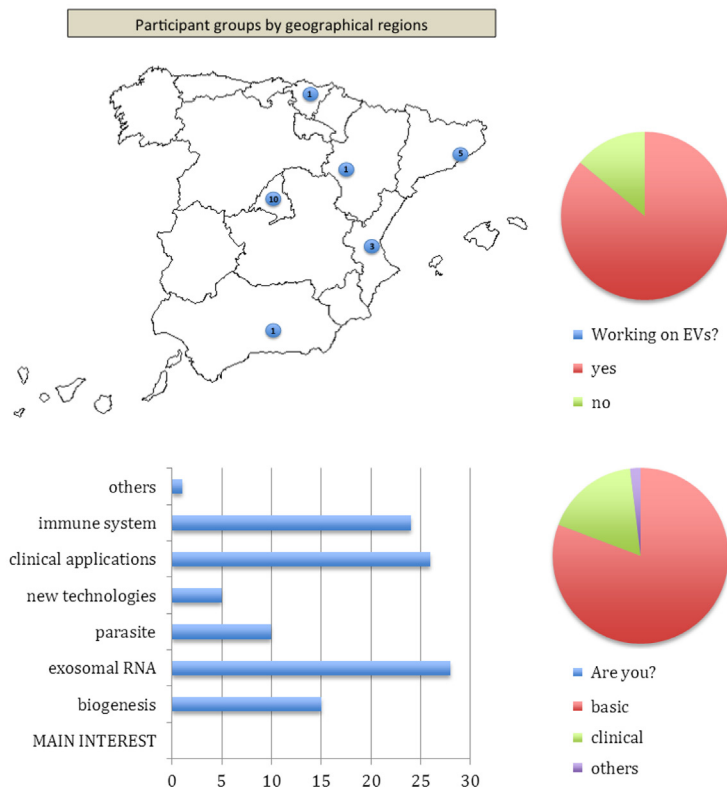 Participant groups by geographical regions
1
5
1
10
3
1
Working on EVs?
yes
no
others
immune system
clinical applications
new technologies
parasite
exosomal RNA
biogenesis
MAIN INTEREST
0 5 10 15 20 25 30
Are you?
basic
clinical
others